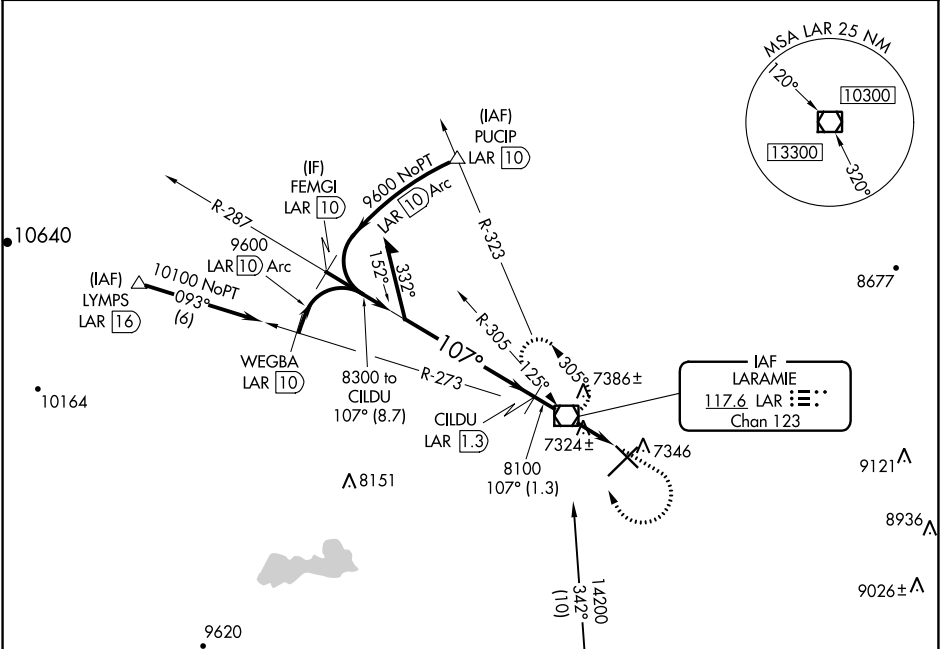 MSA LAR 25 NM
120°
10300
13300
320°
(IAF)
PUCIP
LAR 10
(IF)
FEMGI
LAR 10
9600 NoPT
LAR 10 Arc
R-287
R-323
10640
9600
LAR 10 Arc
8677
(IAF)
LYMPS
LAR 16
10100 NoPT
093°
(6)
152°
332°
R-305
125°
107°
305°
7386±
WEGBA
LAR 10
R-273
8300 to
CILDU
107° (8.7)
IAF
LARAMIE
117.6 LAR
Chan 123
10164
CILDU
LAR 1.3
7324±
7346
8100
107° (1.3)
8151
9121
8936
14200
342°
(10)
9026±
9620